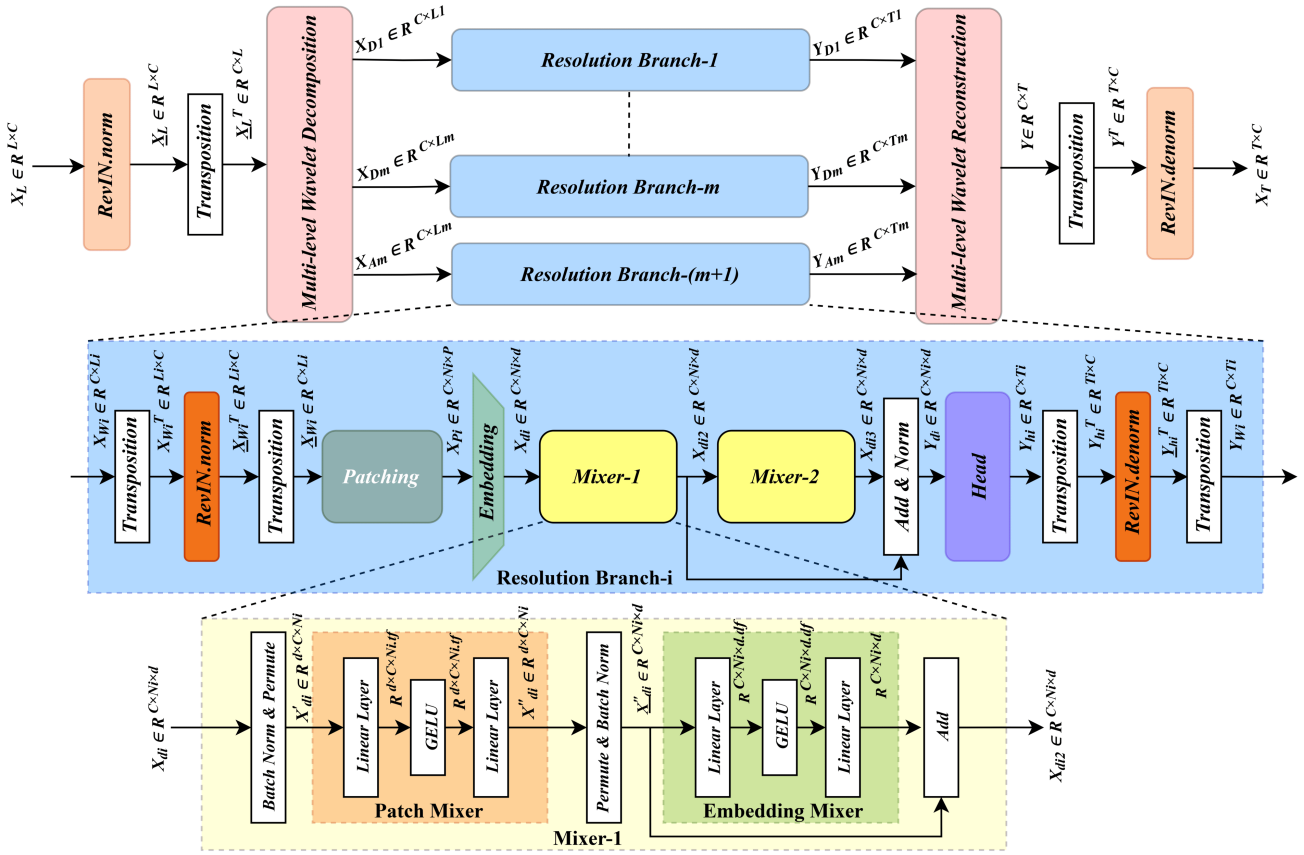 X_L ∈ R^{L×C}
RevIN.norm
X̲_L ∈ R^{L×C}
Transposition
X̲_L^T ∈ R^{C×L}
Multi-level Wavelet Decomposition
X_{D1} ∈ R^{C×L1}
Resolution Branch-1
Y_{D1} ∈ R^{C×T1}
X_{Dm} ∈ R^{C×Lm}
Resolution Branch-m
Y_{Dm} ∈ R^{C×Tm}
X_{Am} ∈ R^{C×Lm}
Resolution Branch-(m+1)
Y_{Am} ∈ R^{C×Tm}
Multi-level Wavelet Reconstruction
Y ∈ R^{C×T}
Transposition
Y^T ∈ R^{T×C}
RevIN.denorm
X_T ∈ R^{T×C}
X_{Wi} ∈ R^{C×Li}
Transposition
X_{Wi}^T ∈ R^{Li×C}
RevIN.norm
X̲_{Wi}^T ∈ R^{Li×C}
Transposition
X̲_{Wi} ∈ R^{C×Li}
Patching
X_{Pi} ∈ R^{C×Ni×P}
Embedding
X_{di} ∈ R^{C×Ni×d}
Mixer-1
X_{di2} ∈ R^{C×Ni×d}
Mixer-2
X_{di3} ∈ R^{C×Ni×d}
Add & Norm
Y_{di} ∈ R^{C×Ni×d}
Head
Y_{hi} ∈ R^{C×Ti}
Transposition
Y_{hi}^T ∈ R^{Ti×C}
RevIN.denorm
Y̲_{hi}^T ∈ R^{Ti×C}
Transposition
Y_{Wi} ∈ R^{C×Ti}
Resolution Branch-i
X_{di} ∈ R^{C×Ni×d}
Batch Norm & Permute
X'_{di} ∈ R^{d×C×Ni}
Linear Layer
R^{d×C×Ni.tf}
GELU
R^{d×C×Ni.tf}
Linear Layer
X''_{di} ∈ R^{d×C×Ni}
Patch Mixer
Permute & Batch Norm
X̲'_{di} ∈ R^{C×Ni×d}
Linear Layer
R^{C×Ni×d.df}
GELU
R^{C×Ni×d.df}
Linear Layer
R^{C×Ni×d}
Embedding Mixer
Add
X_{di2} ∈ R^{C×Ni×d}
Mixer-1